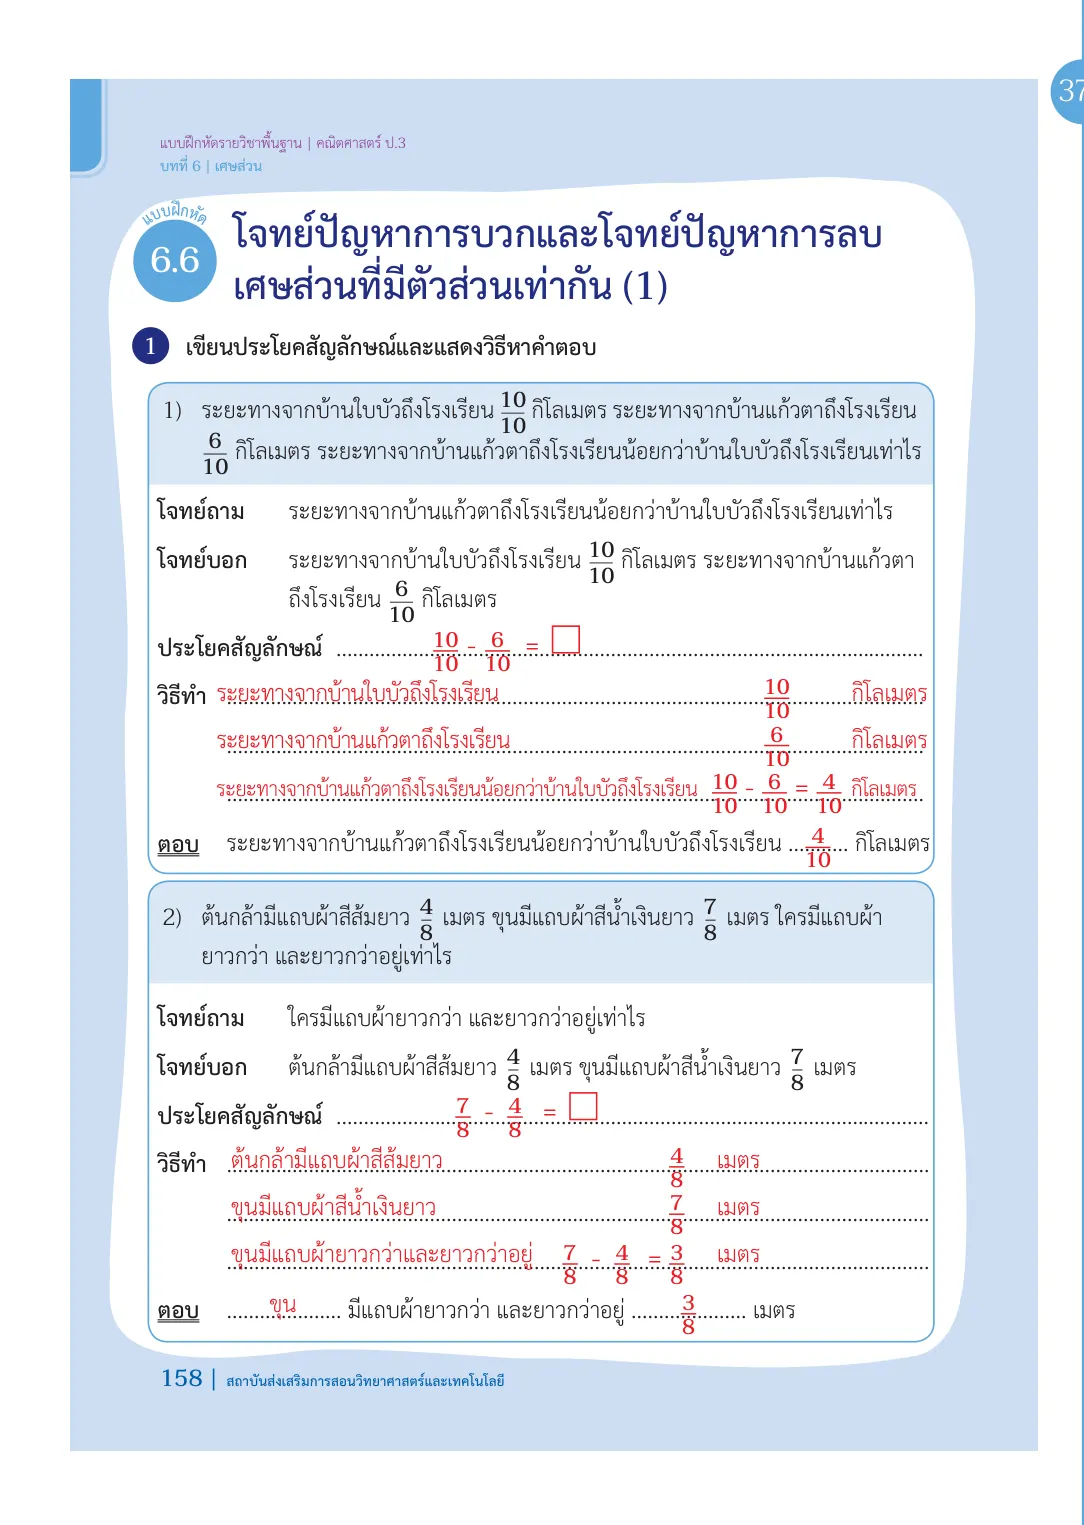 37
แบบฝึกหัดรายวิชาพื้นฐาน | คณิตศาสตร์ ป.3
บทที่ 6 | เศษส่วน
แบบฝึกหัด
6.6
โจทย์ปัญหาการบวกและโจทย์ปัญหาการลบ
เศษส่วนที่มีตัวส่วนเท่ากัน (1)
1 เขียนประโยคสัญลักษณ์และแสดงวิธีหาคำตอบ
1) ระยะทางจากบ้านใบบัวถึงโรงเรียน 10/10 กิโลเมตร ระยะทางจากบ้านแก้วตาถึงโรงเรียน
6/10 กิโลเมตร ระยะทางจากบ้านแก้วตาถึงโรงเรียนน้อยกว่าบ้านใบบัวถึงโรงเรียนเท่าไร
โจทย์ถาม ระยะทางจากบ้านแก้วตาถึงโรงเรียนน้อยกว่าบ้านใบบัวถึงโรงเรียนเท่าไร
โจทย์บอก ระยะทางจากบ้านใบบัวถึงโรงเรียน 10/10 กิโลเมตร ระยะทางจากบ้านแก้วตา
ถึงโรงเรียน 6/10 กิโลเมตร
ประโยคสัญลักษณ์ 10/10 - 6/10 = □
วิธีทำ ระยะทางจากบ้านใบบัวถึงโรงเรียน 10/10 กิโลเมตร
ระยะทางจากบ้านแก้วตาถึงโรงเรียน 6/10 กิโลเมตร
ระยะทางจากบ้านแก้วตาถึงโรงเรียนน้อยกว่าบ้านใบบัวถึงโรงเรียน 10/10 - 6/10 = 4/10 กิโลเมตร
ตอบ ระยะทางจากบ้านแก้วตาถึงโรงเรียนน้อยกว่าบ้านใบบัวถึงโรงเรียน 4/10 กิโลเมตร
2) ต้นกล้ามีแถบผ้าสีส้มยาว 4/8 เมตร ขุนมีแถบผ้าสีน้ำเงินยาว 7/8 เมตร ใครมีแถบผ้า
ยาวกว่า และยาวกว่าอยู่เท่าไร
โจทย์ถาม ใครมีแถบผ้ายาวกว่า และยาวกว่าอยู่เท่าไร
โจทย์บอก ต้นกล้ามีแถบผ้าสีส้มยาว 4/8 เมตร ขุนมีแถบผ้าสีน้ำเงินยาว 7/8 เมตร
ประโยคสัญลักษณ์ 7/8 - 4/8 = □
วิธีทำ ต้นกล้ามีแถบผ้าสีส้มยาว 4/8 เมตร
ขุนมีแถบผ้าสีน้ำเงินยาว 7/8 เมตร
ขุนมีแถบผ้ายาวกว่าและยาวกว่าอยู่ 7/8 - 4/8 = 3/8 เมตร
ตอบ ขุน มีแถบผ้ายาวกว่า และยาวกว่าอยู่ 3/8 เมตร
158 | สถาบันส่งเสริมการสอนวิทยาศาสตร์และเทคโนโลยี